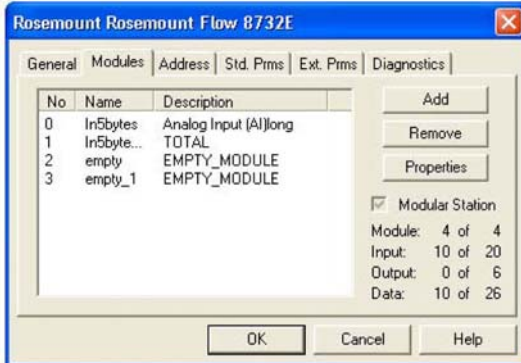 Rosemount Rosemount Flow 8732E
General Modules Address Std. Prms Ext. Prms Diagnostics
No Name Description
0 In5bytes Analog Input (AI)long
1 In5byte... TOTAL
2 empty EMPTY_MODULE
3 empty_1 EMPTY_MODULE
Add
Remove
Properties
Modular Station
Module: 4 of 4
Input: 10 of 20
Output: 0 of 6
Data: 10 of 26
OK Cancel Help